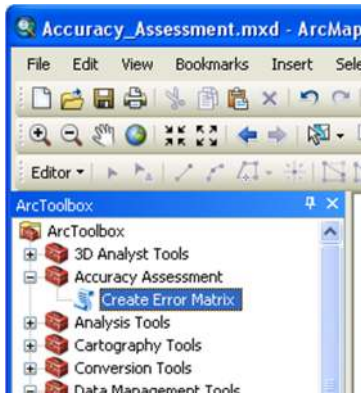 Accuracy_Assessment.mxd - ArcMap
File Edit View Bookmarks Insert Sele
Editor
ArcToolbox
ArcToolbox
3D Analyst Tools
Accuracy Assessment
Create Error Matrix
Analysis Tools
Cartography Tools
Conversion Tools
Data Management Tools